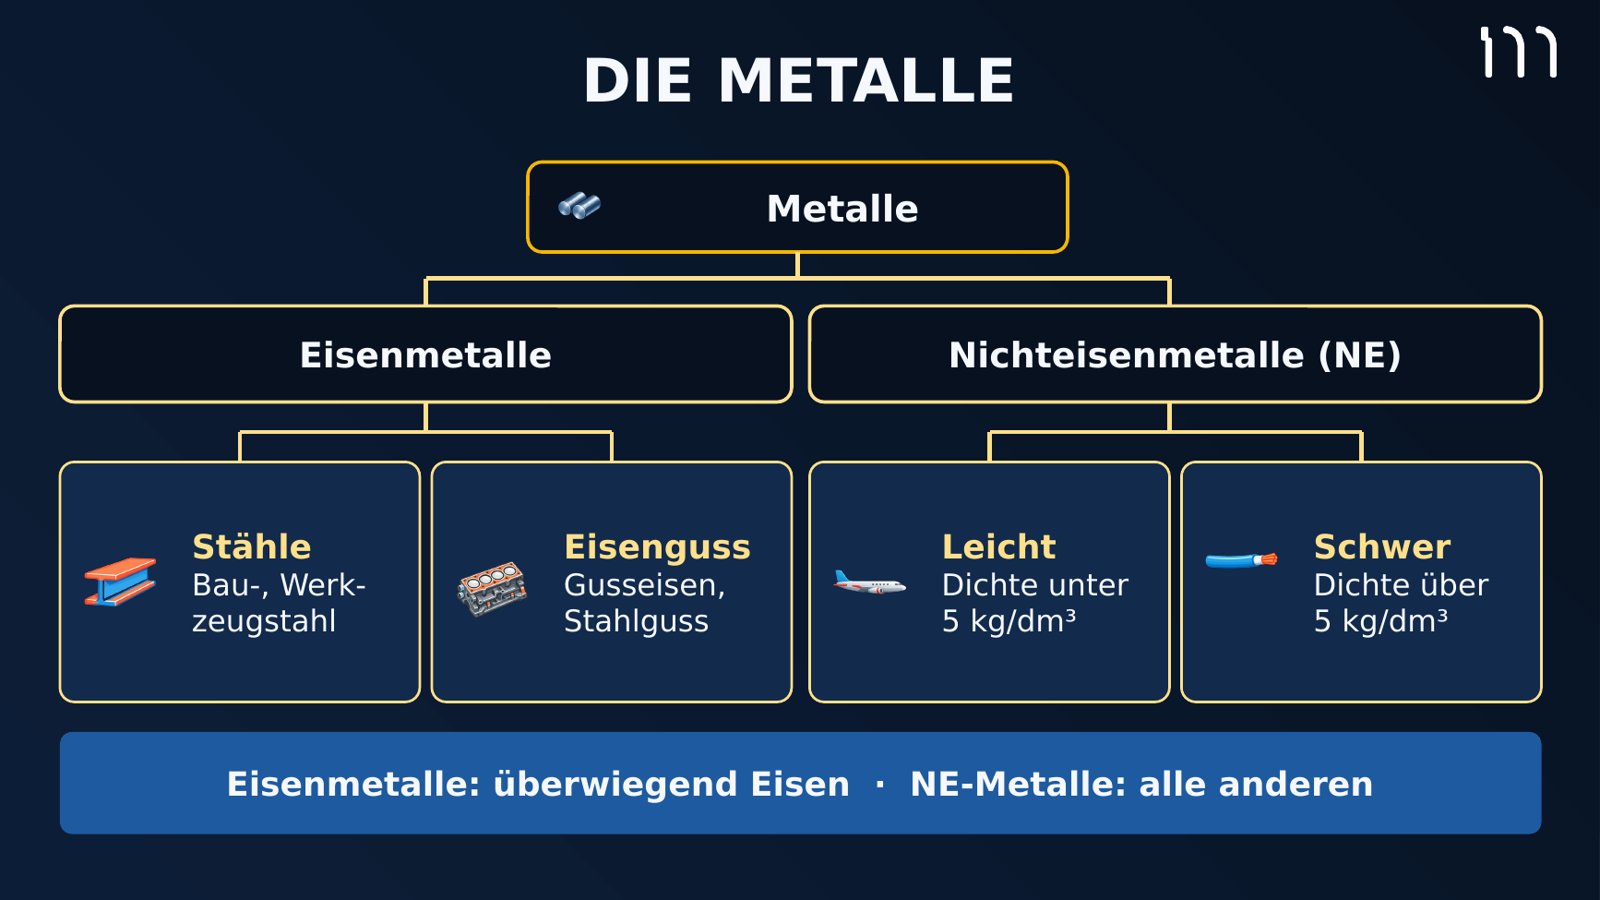 DIE METALLE
Metalle
Eisenmetalle
Nichteisenmetalle (NE)
Stähle
Bau-, Werk-
zeugstahl
Eisenguss
Gusseisen,
Stahlguss
Leicht
Dichte unter
5 kg/dm³
Schwer
Dichte über
5 kg/dm³
Eisenmetalle: überwiegend Eisen · NE-Metalle: alle anderen